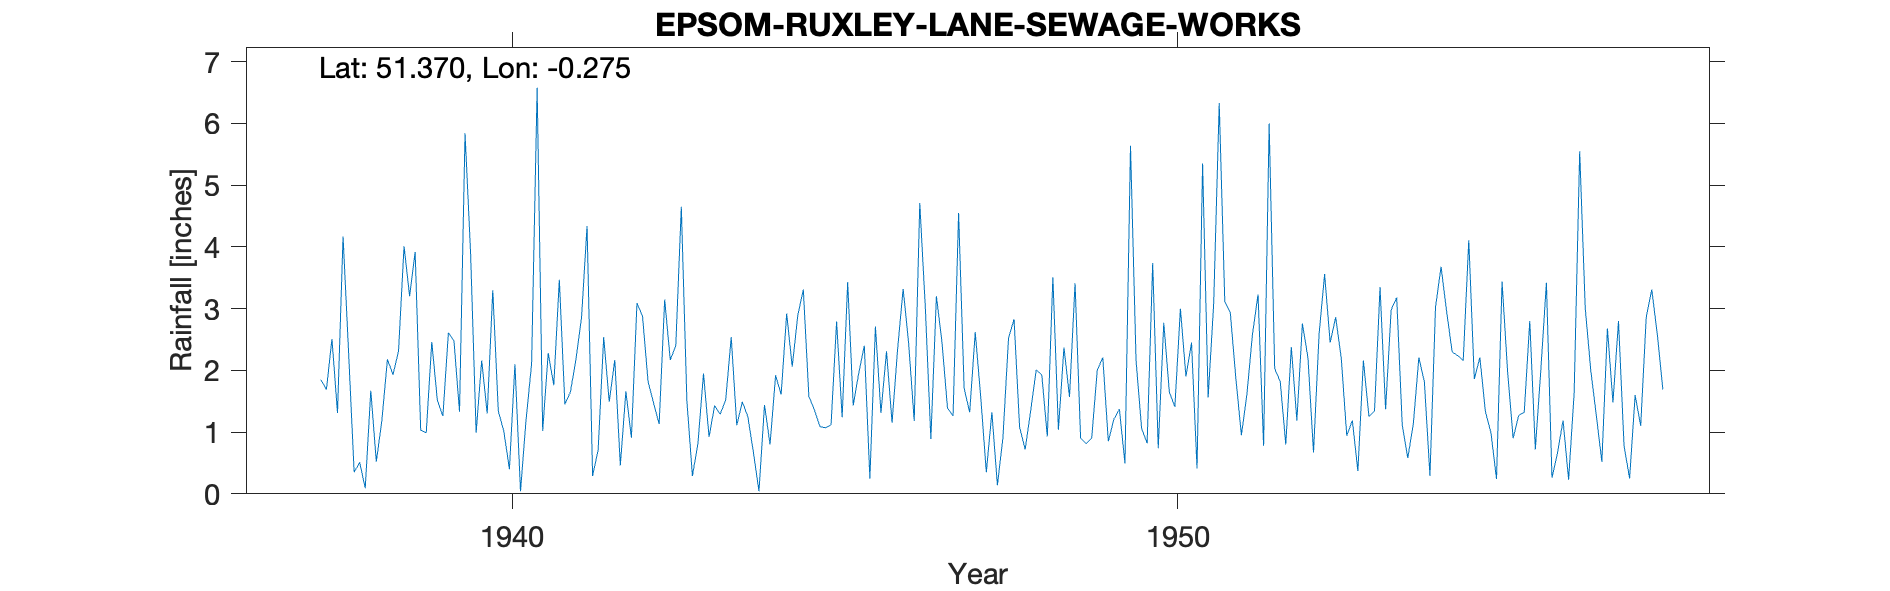 EPSOM-RUXLEY-LANE-SEWAGE-WORKS
Lat: 51.370, Lon: -0.275
7
6
5
4
3
2
1
0
Rainfall [inches]
1940 1950
Year